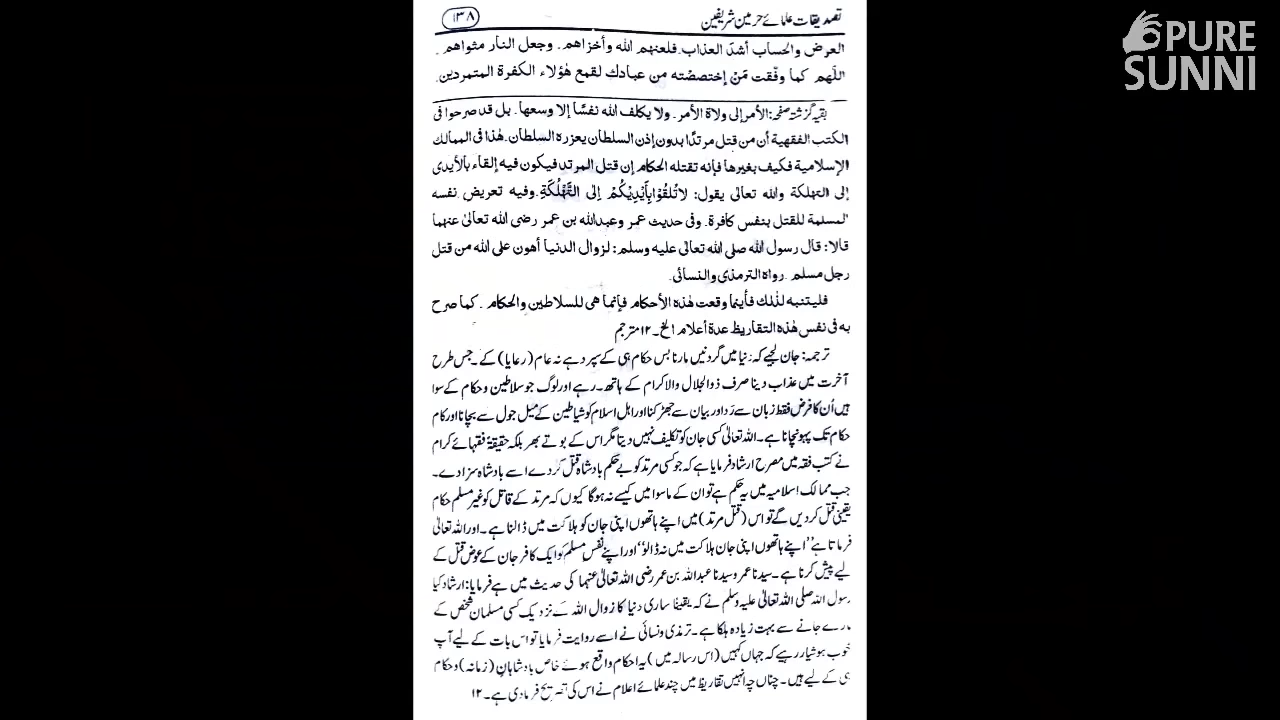 تصدیقات علمائے حرمین شریفین
۱۳۸
PURE
SUNNI
العرض والحساب أشدّ العذاب۔ فلعنهم الله وأخزاهم۔ وجعل النار مثواهم۔
اللّٰهم كما وفّقت مَنْ إختصصْته من عبادك لقمع هٰؤلاء الكفرة المتمردين۔
بقیہ گزشتہ صفحہ: الأمر إلى ولاة الأمر۔ ولا يكلف الله نفسًا إلا وسعها۔ بل قد صرحوا فی
الكتب الفقهية أن من قتل مرتدًا بدون إذن السلطان يعزره السلطان۔ هٰذا فی الممالك
الإسلامية فكيف بغيرها فإنه تقتله الحكام إن قتل المرتد فيكون فيه إلقاء بالأيدی
إلى التهلكة والله تعالى يقول: لَا تُلْقُوْا بِأَيْدِيْكُمْ إِلَى التَّهْلُكَةِ۔ وفيه تعريض نفسه
المسلمة للقتل بنفس كافرة۔ وفی حديث عمر وعبدالله بن عمر رضی الله تعالىٰ عنهما
قالا: قال رسول الله صلى الله تعالى عليه وسلم: لزوال الدنيا أهون على الله من قتل
رجل مسلم۔ رواه الترمذی والنسائی۔
فليتنبه لذٰلك فأينما وقعت هٰذه الأحكام فإنما هی للسلاطين والحكام۔ كما صرح
به فی نفس هٰذه التقاريظ عدة أعلام الخ۔ ۱۲ مترجم
ترجمہ: جان لیجیے کہ دنیا میں گردنیں مارنا بس حکام ہی کے سپرد ہے نہ عام (رعایا) کے۔ جس طرح
آخرت میں عذاب دینا صرف ذوالجلال والاکرام کے ہاتھ۔ رہے اور لوگ جو سلاطین و حکام کے سوا
ہیں اُن کا فرض فقط زبان سے رَد اور بیان سے جھڑکنا اور اہل اسلام کو شیاطین کے میل جول سے بچانا اور کام
حکام تک پہونچانا ہے۔ اللہ تعالیٰ کسی جان کو تکلیف نہیں دیتا مگر اس کے بوتے بھر بلکہ حقیقۃً فقہائے کرام
نے کتب فقہ میں مصرح ارشاد فرمایا ہے کہ جو کسی مرتد کو بے حکم بادشاہ قتل کر دے اسے بادشاہ سزا دے۔
جب ممالک اسلامیہ میں یہ حکم ہے تو ان کے ماسوا میں کیسے نہ ہوگا کیوں کہ مرتد کے قاتل کو غیر مسلم حکام
یقینی قتل کر دیں گے تو اس (قتل مرتد) میں اپنے ہاتھوں اپنی جان کو ہلاکت میں ڈالنا ہے۔ اور اللہ تعالیٰ
فرماتا ہے ”اپنے ہاتھوں اپنی جان ہلاکت میں نہ ڈالو“ اور اپنے نفس مسلم کو ایک کافر جان کے عوض قتل کے
لیے پیش کرنا ہے۔ سیدنا عمر و سیدنا عبداللہ بن عمر رضی اللہ تعالیٰ عنہما کی حدیث میں ہے فرمایا: ارشاد کیا
رسول اللہ صلی اللہ تعالیٰ علیہ وسلم نے کہ یقیناً ساری دنیا کا زوال اللہ کے نزدیک کسی مسلمان شخص کے
مارے جانے سے بہت زیادہ ہلکا ہے۔ ترمذی و نسائی نے اسے روایت فرمایا تو اس بات کے لیے آپ
خوب ہوشیار رہیے کہ جہاں کہیں (اس رسالہ میں) یہ احکام واقع ہوئے خاص بادشاہانِ (زمانہ) و حکام
ہی کے لیے ہیں۔ چناں چہ انہیں تقاریظ میں چند علمائے اعلام نے اس کی تصریح فرما دی ہے۔ ۱۲